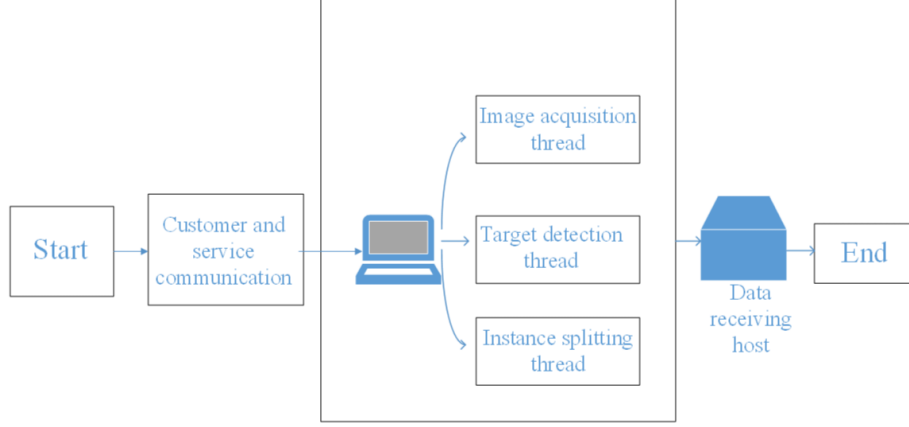 Start
Customer and
service
communication
Image acquisition
thread
Target detection
thread
Instance splitting
thread
Data
receiving
host
End